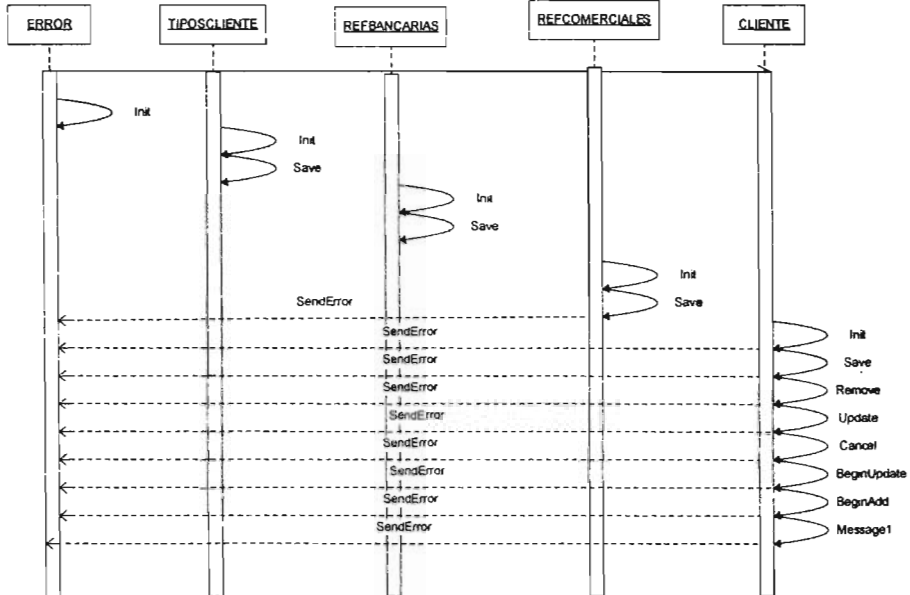 ERROR
TIPOSCLIENTE
REFBANCARIAS
REFCOMERCIALES
CLIENTE
Init
Init
Save
Init
Save
Init
SendError
Save
SendError
Init
SendError
Save
SendError
Remove
SendError
Update
SendError
Cancel
SendError
BeginUpdate
SendError
BeginAdd
SendError
Message1